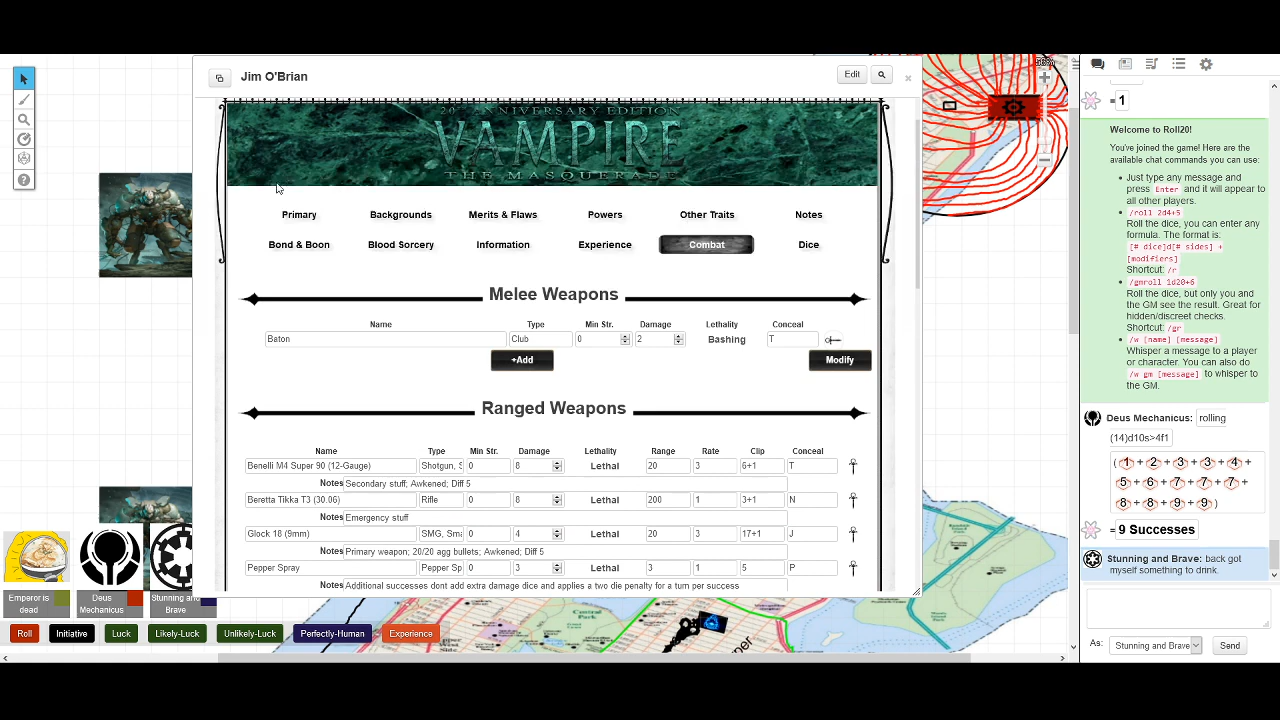 Jim O'Brian
Edit
20TH ANNIVERSARY EDITION
VAMPIRE
THE MASQUERADE
Primary Backgrounds Merits & Flaws Powers Other Traits Notes
Bond & Boon Blood Sorcery Information Experience Combat Dice
Melee Weapons
Name Type Min Str. Damage Lethality Conceal
Baton Club 0 2 Bashing T
+Add Modify
Ranged Weapons
Name Type Min Str. Damage Lethality Range Rate Clip Conceal
Benelli M4 Super 90 (12-Gauge) Shotgun, S 0 8 Lethal 20 3 6+1 T
Notes Secondary stuff; Awkened; Diff 5
Beretta Tikka T3 (30.06) Rifle 0 8 Lethal 200 1 3+1 N
Notes Emergency stuff
Glock 18 (9mm) SMG, Sma 0 4 Lethal 20 3 17+1 J
Notes Primary weapon; 20/20 agg bullets; Awkened; Diff 5
Pepper Spray Pepper Sp 0 3 Lethal 3 1 5 P
Notes Additional successes dont add extra damage dice and applies a two die penalty for a turn per success
Emperor is
dead
Deus
Mechanicus
Stunning and
Brave
Roll Initiative Luck Likely-Luck Unlikely-Luck Perfectly-Human Experience
Central
Park
=1
Welcome to Roll20!
You've joined the game! Here are the
available chat commands you can use:
• Just type any message and
press Enter and it will appear to
all other players.
• /roll 2d4+5
Roll the dice, you can enter any
formula. The format is:
[# dice]d[# sides] +
[modifiers]
Shortcut: /r
• /gmroll 1d20+6
Roll the dice, but only you and
the GM see the result. Great for
hidden/discreet checks.
Shortcut: /gr
• /w [name] [message]
Whisper a message to a player
or character. You can also do
/w gm [message] to whisper to
the GM.
Deus Mechanicus: rolling
(14)d10s>4f1
(1+2+3+3+4+
5+6+7+7+7+
8+8+9+9)
=9 Successes
Stunning and Brave: back got
myself something to drink
As: Stunning and Brave Send